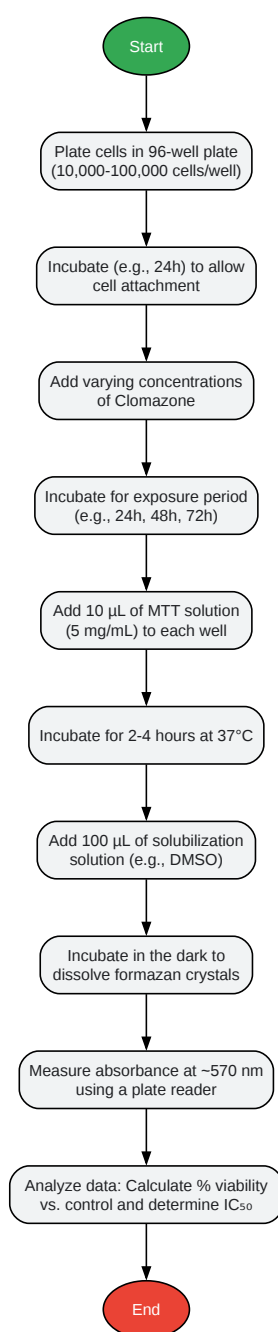 Start
Plate cells in 96-well plate
(10,000-100,000 cells/well)
Incubate (e.g., 24h) to allow
cell attachment
Add varying concentrations
of Clomazone
Incubate for exposure period
(e.g., 24h, 48h, 72h)
Add 10 µL of MTT solution
(5 mg/mL) to each well
Incubate for 2-4 hours at 37°C
Add 100 µL of solubilization
solution (e.g., DMSO)
Incubate in the dark to
dissolve formazan crystals
Measure absorbance at ~570 nm
using a plate reader
Analyze data: Calculate % viability
vs. control and determine IC₅₀
End